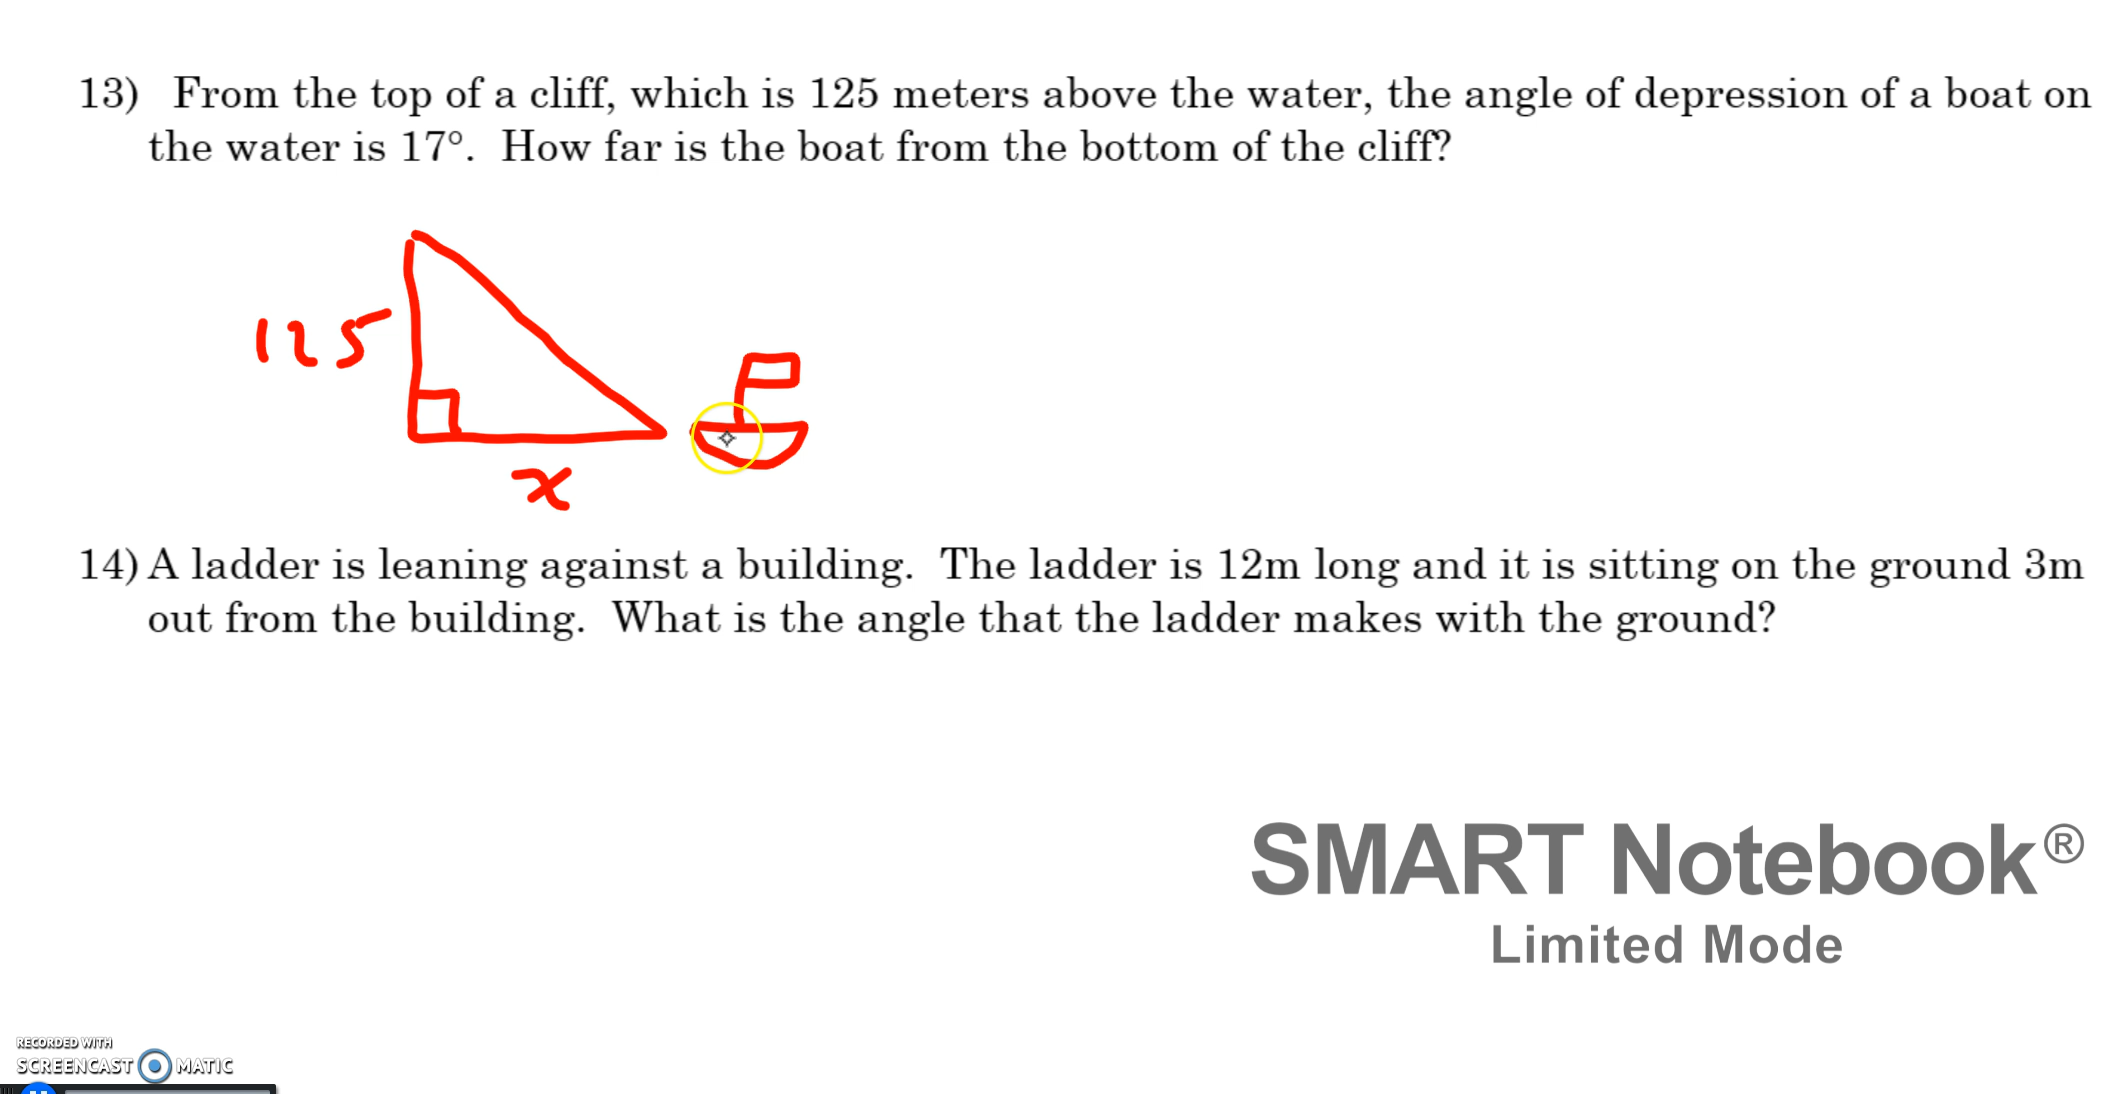 13) From the top of a cliff, which is 125 meters above the water, the angle of depression of a boat on
the water is 17°. How far is the boat from the bottom of the cliff?
125
x
14) A ladder is leaning against a building. The ladder is 12m long and it is sitting on the ground 3m
out from the building. What is the angle that the ladder makes with the ground?
SMART Notebook®
Limited Mode
RECORDED WITH
SCREENCAST MATIC